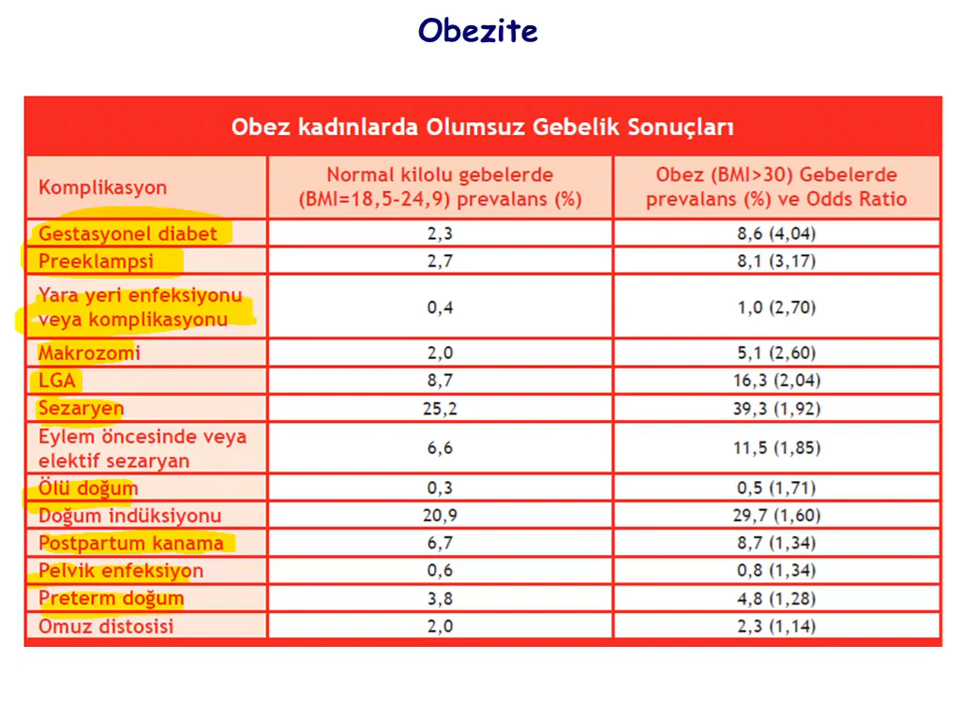 Obezite
Obez kadınlarda Olumsuz Gebelik Sonuçları
Komplikasyon
Normal kilolu gebelerde
(BMI=18,5-24,9) prevalans (%)
Obez (BMI>30) Gebelerde
prevalans (%) ve Odds Ratio
Gestasyonel diabet 2,3 8,6 (4,04)
Preeklampsi 2,7 8,1 (3,17)
Yara yeri enfeksiyonu
veya komplikasyonu 0,4 1,0 (2,70)
Makrozomi 2,0 5,1 (2,60)
LGA 8,7 16,3 (2,04)
Sezaryen 25,2 39,3 (1,92)
Eylem öncesinde veya
elektif sezaryan 6,6 11,5 (1,85)
Ölü doğum 0,3 0,5 (1,71)
Doğum indüksiyonu 20,9 29,7 (1,60)
Postpartum kanama 6,7 8,7 (1,34)
Pelvik enfeksiyon 0,6 0,8 (1,34)
Preterm doğum 3,8 4,8 (1,28)
Omuz distosisi 2,0 2,3 (1,14)